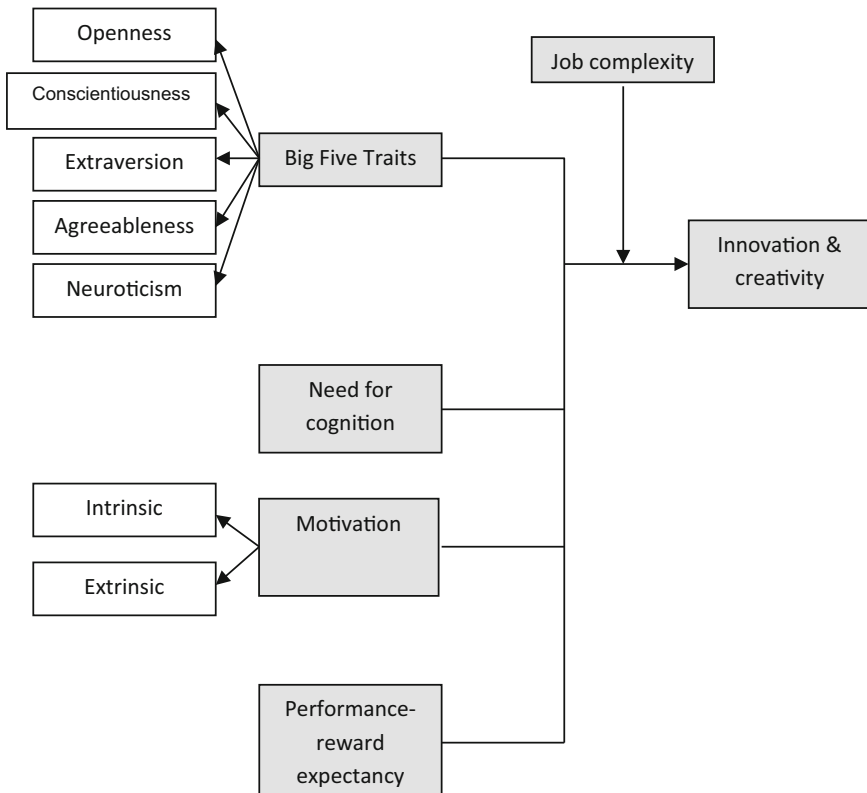 Openness
Conscientiousness
Extraversion
Agreeableness
Neuroticism
Big Five Traits
Job complexity
Innovation &
creativity
Need for
cognition
Intrinsic
Extrinsic
Motivation
Performance-
reward
expectancy